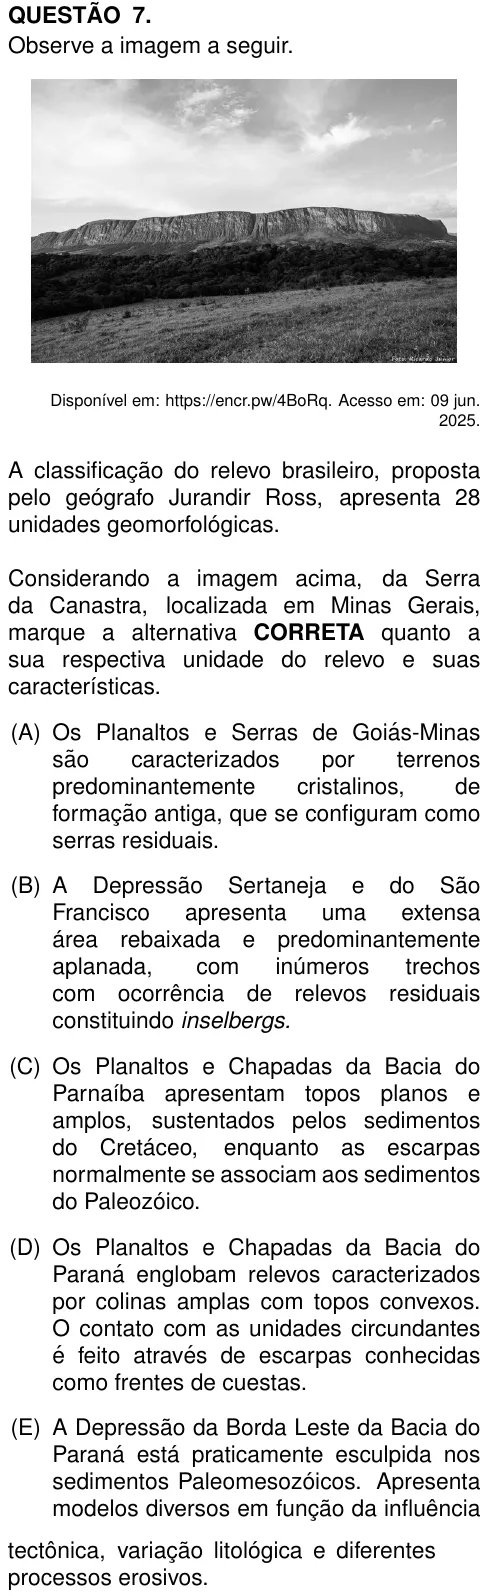 QUESTÃO 7.
Observe a imagem a seguir.
Foto: Ricardo Junior
Disponível em: https://encr.pw/4BoRq. Acesso em: 09 jun.
2025.
A classificação do relevo brasileiro, proposta
pelo geógrafo Jurandir Ross, apresenta 28
unidades geomorfológicas.
Considerando a imagem acima, da Serra
da Canastra, localizada em Minas Gerais,
marque a alternativa CORRETA quanto a
sua respectiva unidade do relevo e suas
características.
(A) Os Planaltos e Serras de Goiás-Minas
são caracterizados por terrenos
predominantemente cristalinos, de
formação antiga, que se configuram como
serras residuais.
(B) A Depressão Sertaneja e do São
Francisco apresenta uma extensa
área rebaixada e predominantemente
aplanada, com inúmeros trechos
com ocorrência de relevos residuais
constituindo inselbergs.
(C) Os Planaltos e Chapadas da Bacia do
Parnaíba apresentam topos planos e
amplos, sustentados pelos sedimentos
do Cretáceo, enquanto as escarpas
normalmente se associam aos sedimentos
do Paleozóico.
(D) Os Planaltos e Chapadas da Bacia do
Paraná englobam relevos caracterizados
por colinas amplas com topos convexos.
O contato com as unidades circundantes
é feito através de escarpas conhecidas
como frentes de cuestas.
(E) A Depressão da Borda Leste da Bacia do
Paraná está praticamente esculpida nos
sedimentos Paleomesozóicos. Apresenta
modelos diversos em função da influência
tectônica, variação litológica e diferentes
processos erosivos.